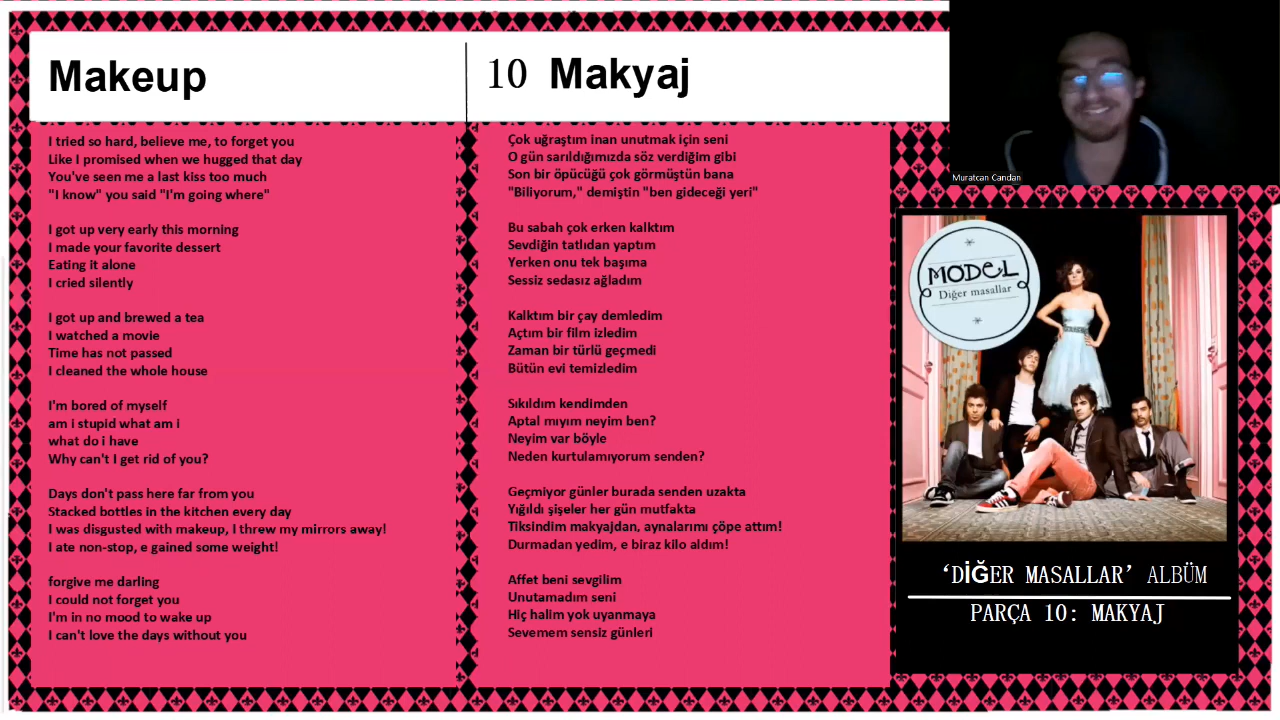 Makeup
I tried so hard, believe me, to forget you
Like I promised when we hugged that day
You've seen me a last kiss too much
"I know" you said "I'm going where"
I got up very early this morning
I made your favorite dessert
Eating it alone
I cried silently
I got up and brewed a tea
I watched a movie
Time has not passed
I cleaned the whole house
I'm bored of myself
am i stupid what am i
what do i have
Why can't I get rid of you?
Days don't pass here far from you
Stacked bottles in the kitchen every day
I was disgusted with makeup, I threw my mirrors away!
I ate non-stop, e gained some weight!
forgive me darling
I could not forget you
I'm in no mood to wake up
I can't love the days without you
10 Makyaj
Çok uğraştım inan unutmak için seni
O gün sarıldığımızda söz verdiğim gibi
Son bir öpücüğü çok görmüştün bana
"Biliyorum," demiştin "ben gideceği yeri"
Bu sabah çok erken kalktım
Sevdiğin tatlıdan yaptım
Yerken onu tek başıma
Sessiz sedasız ağladım
Kalktım bir çay demledim
Açtım bir film izledim
Zaman bir türlü geçmedi
Bütün evi temizledim
Sıkıldım kendimden
Aptal mıyım neyim ben?
Neyim var böyle
Neden kurtulamıyorum senden?
Geçmiyor günler burada senden uzakta
Yığıldı şişeler her gün mutfakta
Tiksindim makyajdan, aynalarımı çöpe attım!
Durmadan yedim, e biraz kilo aldım!
Affet beni sevgilim
Unutamadım seni
Hiç halim yok uyanmaya
Sevemem sensiz günleri
Muratcan Candan
MODEL
Diğer masallar
‘DİĞER MASALLAR’ ALBÜM
PARÇA 10: MAKYAJ